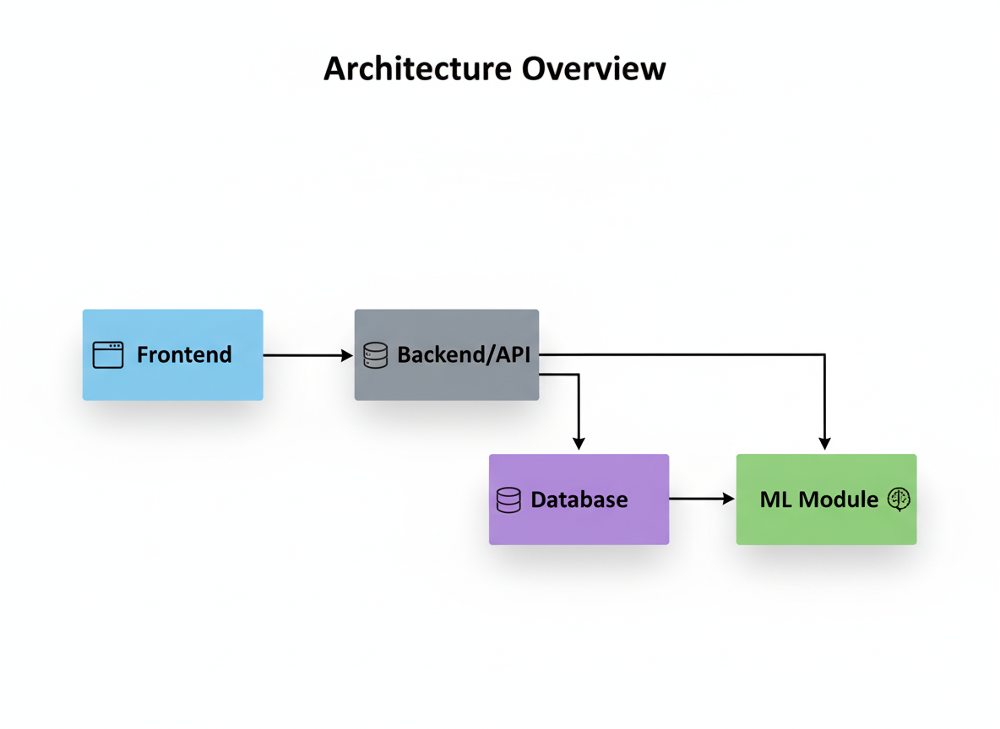 Architecture Overview
Frontend
Backend/API
Database
ML Module